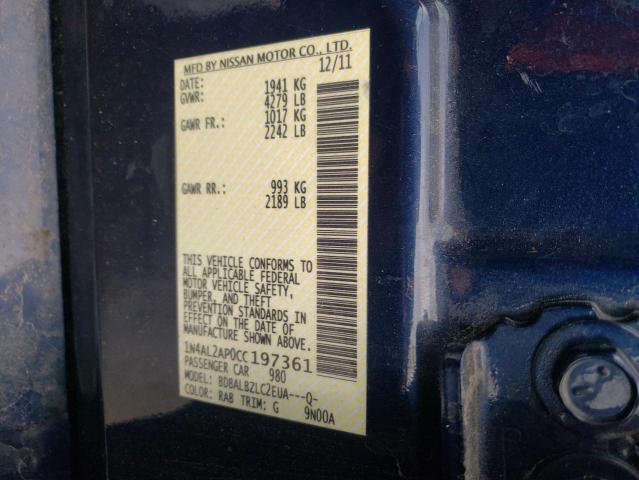 MFD BY NISSAN MOTOR CO., LTD.
DATE: 12/11
GVWR: 1941 KG
4279 LB
GAWR FR.: 1017 KG
2242 LB
GAWR RR.: 993 KG
2189 LB
THIS VEHICLE CONFORMS TO
ALL APPLICABLE FEDERAL
MOTOR VEHICLE SAFETY,
BUMPER, AND THEFT
PREVENTION STANDARDS IN
EFFECT ON THE DATE OF
MANUFACTURE SHOWN ABOVE.
1N4AL2AP0CC197361
PASSENGER CAR 980
MODEL: BDBALBZLCZEUA---Q-
COLOR: RAB TRIM: G 9N00A